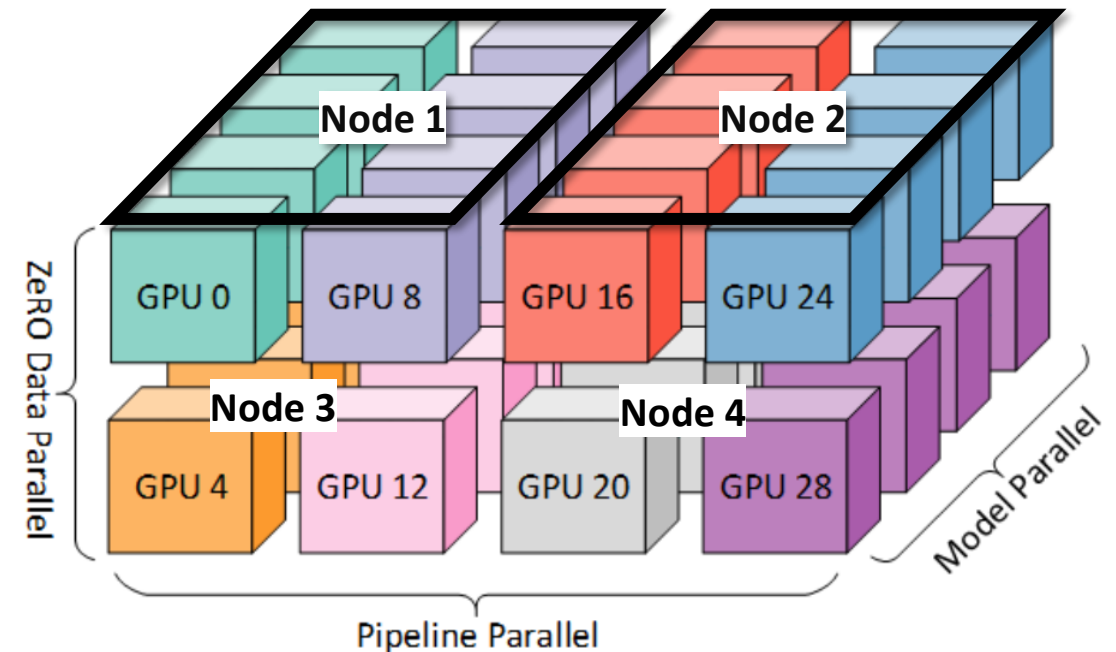 Node 1
Node 2
ZeRO Data Parallel
GPU 0
GPU 8
GPU 16
GPU 24
Node 3
Node 4
GPU 4
GPU 12
GPU 20
GPU 28
Model Parallel
Pipeline Parallel